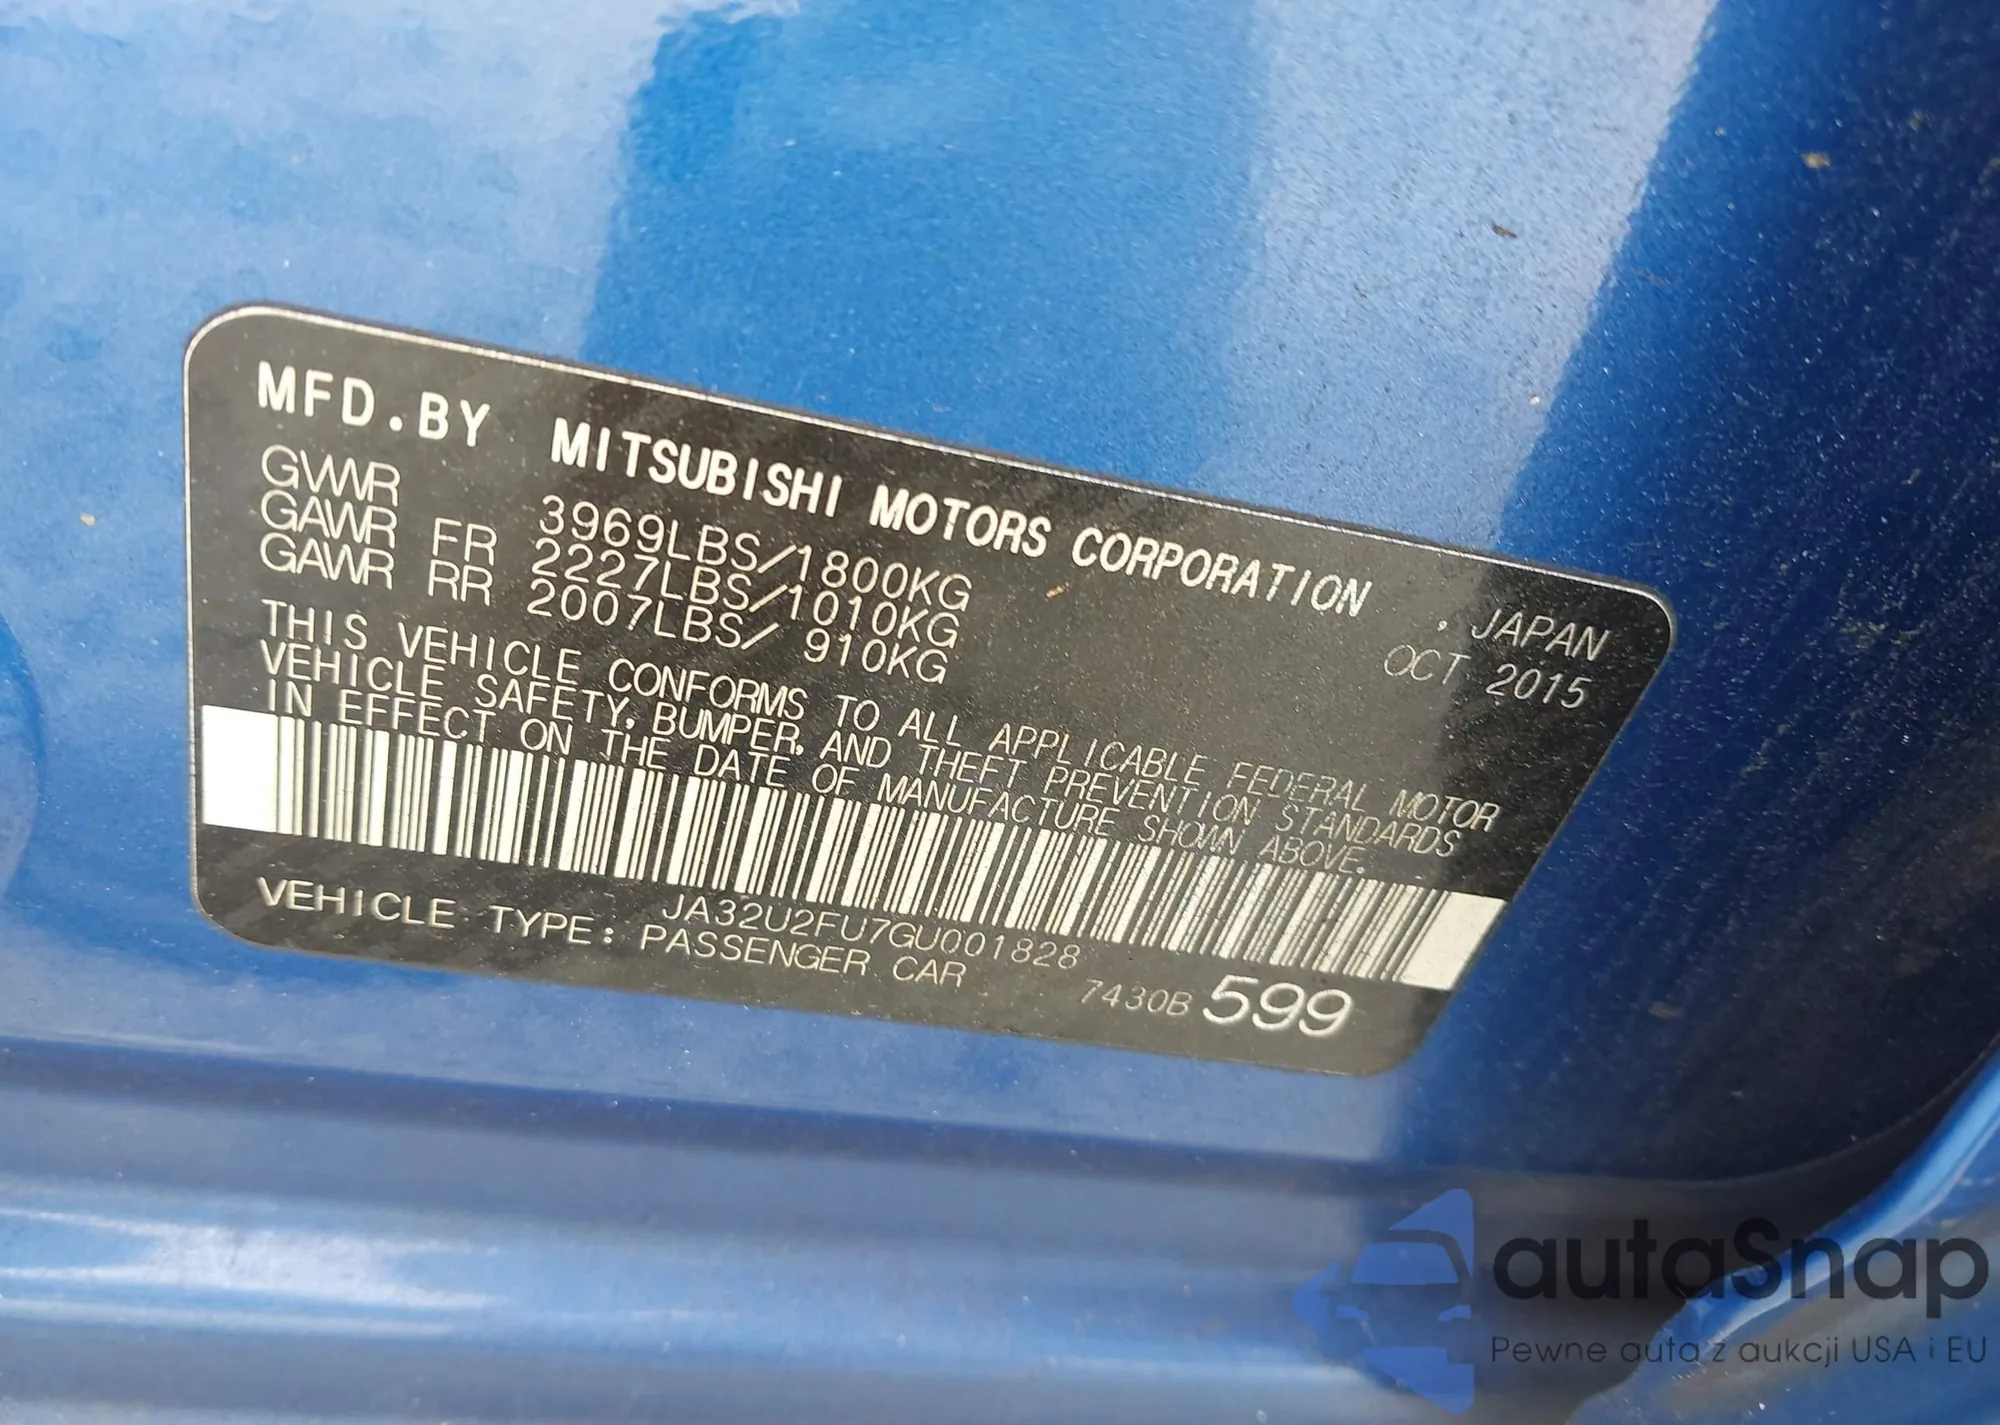 MFD.BY MITSUBISHI MOTORS CORPORATION , JAPAN
GVWR 3969LBS/1800KG OCT 2015
GAWR FR 2227LBS/1010KG
GAWR RR 2007LBS/ 910KG
THIS VEHICLE CONFORMS TO ALL APPLICABLE FEDERAL MOTOR
VEHICLE SAFETY, BUMPER, AND THEFT PREVENTION STANDARDS
IN EFFECT ON THE DATE OF MANUFACTURE SHOWN ABOVE.
JA32U2FU7GU001828
VEHICLE TYPE: PASSENGER CAR 7430B 599
autaSnap
Pewne auta z aukcji USA i EU